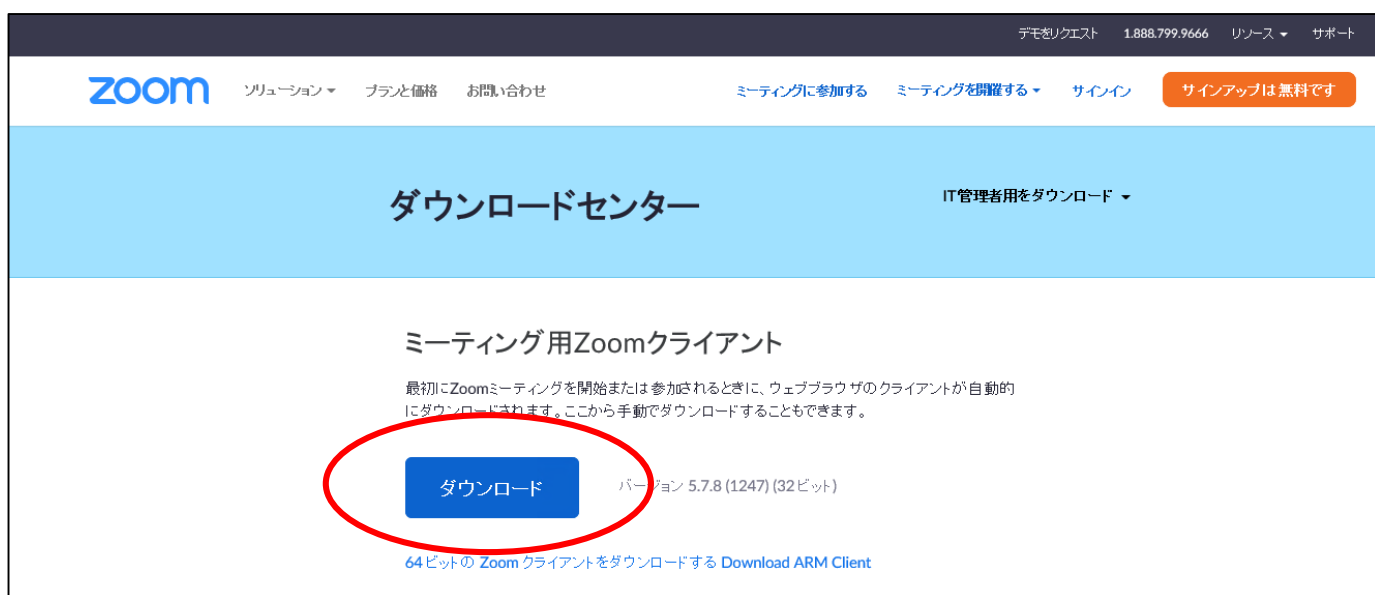 デモをリクエスト 1.888.799.9666 リソース サポート
zoom ソリューション プランと価格 お問い合わせ ミーティングに参加する ミーティングを開催する サインイン サインアップは無料です
ダウンロードセンター
IT管理者用をダウンロード
ミーティング用Zoomクライアント
最初にZoomミーティングを開始または参加されるときに、ウェブブラウザのクライアントが自動的
にダウンロードされます。ここから手動でダウンロードすることもできます。
ダウンロード バージョン 5.7.8 (1247) (32ビット)
64ビットの Zoom クライアントをダウンロードする Download ARM Client